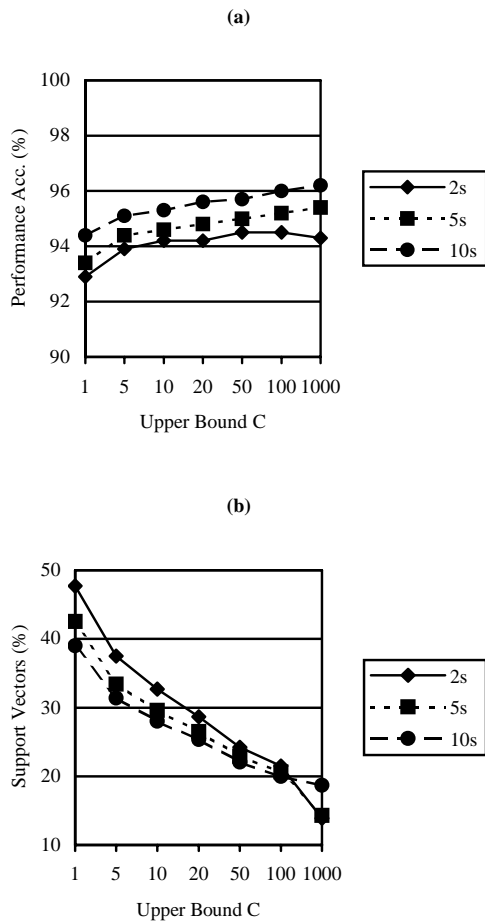 (a)
100
98
96
94
92
90
Performance Acc. (%)
1 5 10 20 50 100 1000
Upper Bound C
2s
5s
10s
(b)
50
40
30
20
10
Support Vectors (%)
1 5 10 20 50 100 1000
Upper Bound C
2s
5s
10s